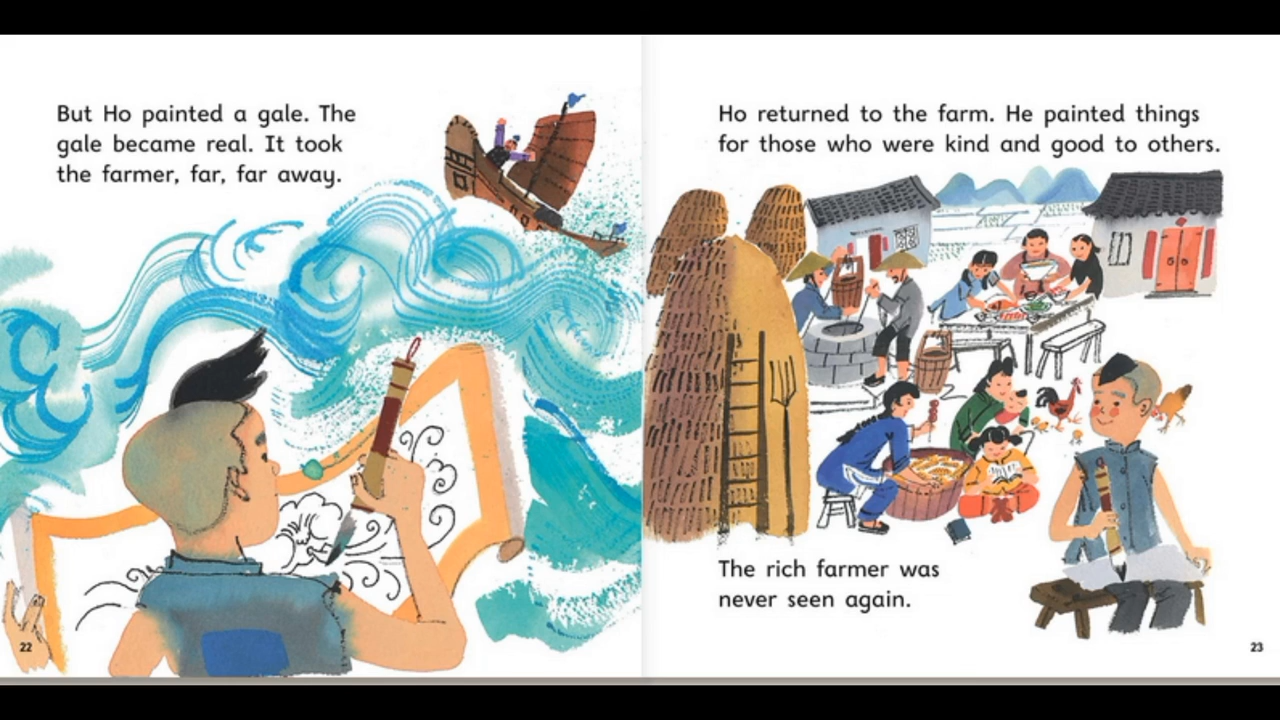 But Ho painted a gale. The
gale became real. It took
the farmer, far, far away.
22
Ho returned to the farm. He painted things
for those who were kind and good to others.
The rich farmer was
never seen again.
23